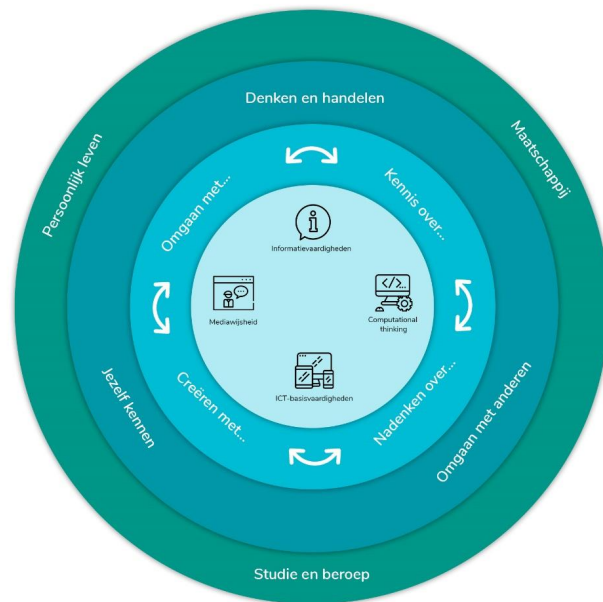 Denken en handelen
Persoonlijk leven
Maatschappij
Omgaan met...
Kennis over...
Informatievaardigheden
Mediawijsheid
Computational
thinking
ICT-basisvaardigheden
Creëren met...
Nadenken over...
Jezelf kennen
Omgaan met anderen
Studie en beroep